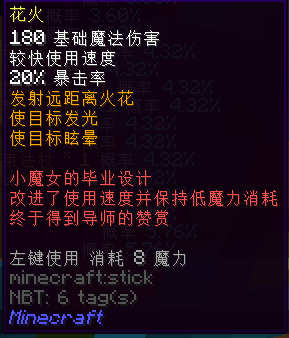 花火
180 基础魔法伤害
较快使用速度
20% 暴击率
发射远距离火花
使目标发光
使目标眩晕
小魔女的毕业设计
改进了使用速度并保持低魔力消耗
终于得到导师的赞赏
左键使用 消耗 8 魔力
minecraft:stick
NBT: 6 tag(s)
Minecraft